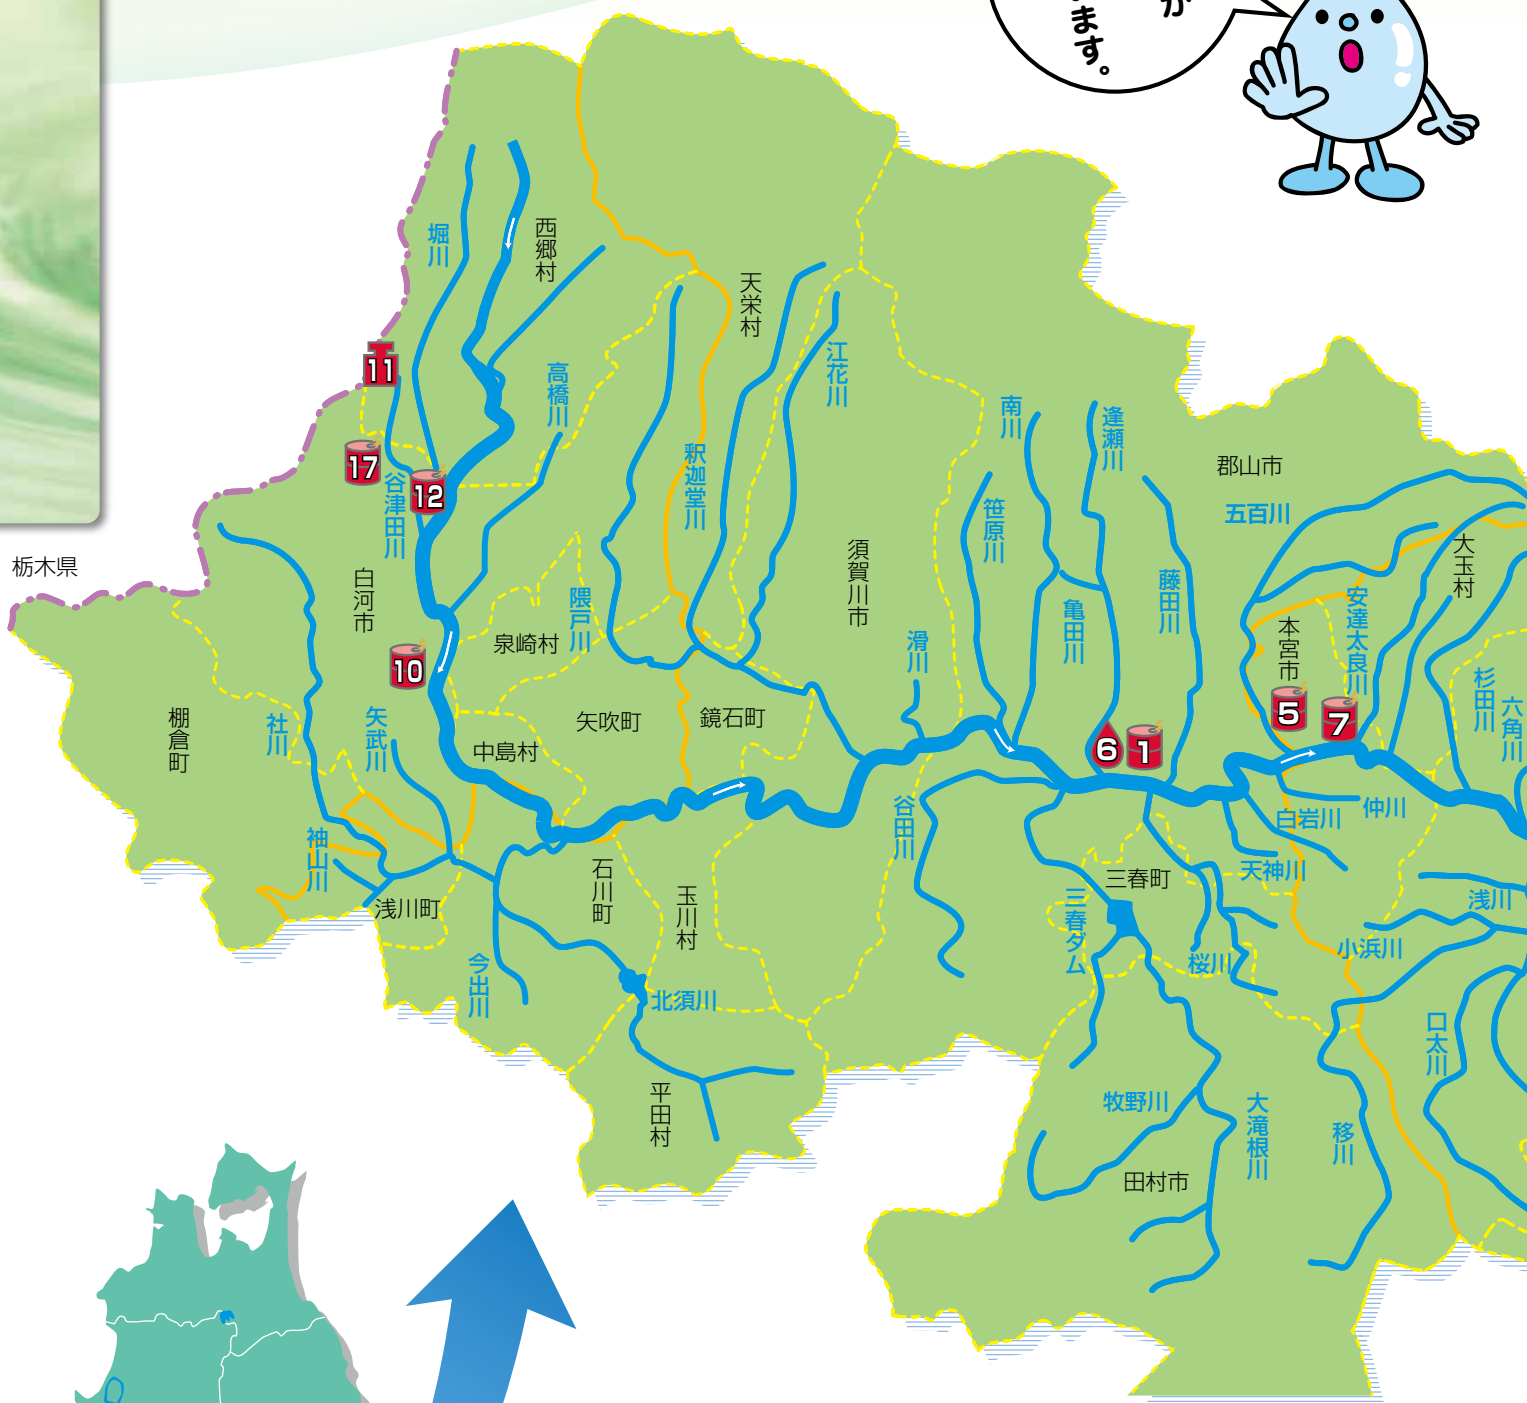 が
ます。
堀川
西郷村
天栄村
江花川
高橋川
釈迦堂川
南川
逢瀬川
郡山市
五百川
笹原川
須賀川市
11
17
12
谷津田川
栃木県
白河市
隈戸川
泉崎村
滑川
亀田川
藤田川
大玉村
安達太良川
本宮市
杉田川
六角川
10
棚倉町
社川
矢武川
中島村
矢吹町
鏡石町
6
1
5
7
谷田川
白岩川
仲川
袖山川
浅川町
石川町
玉川村
三春町
天神川
浅川
三春ダム
桜川
小浜川
今出川
北須川
口太川
平田村
牧野川
大滝根川
移川
田村市